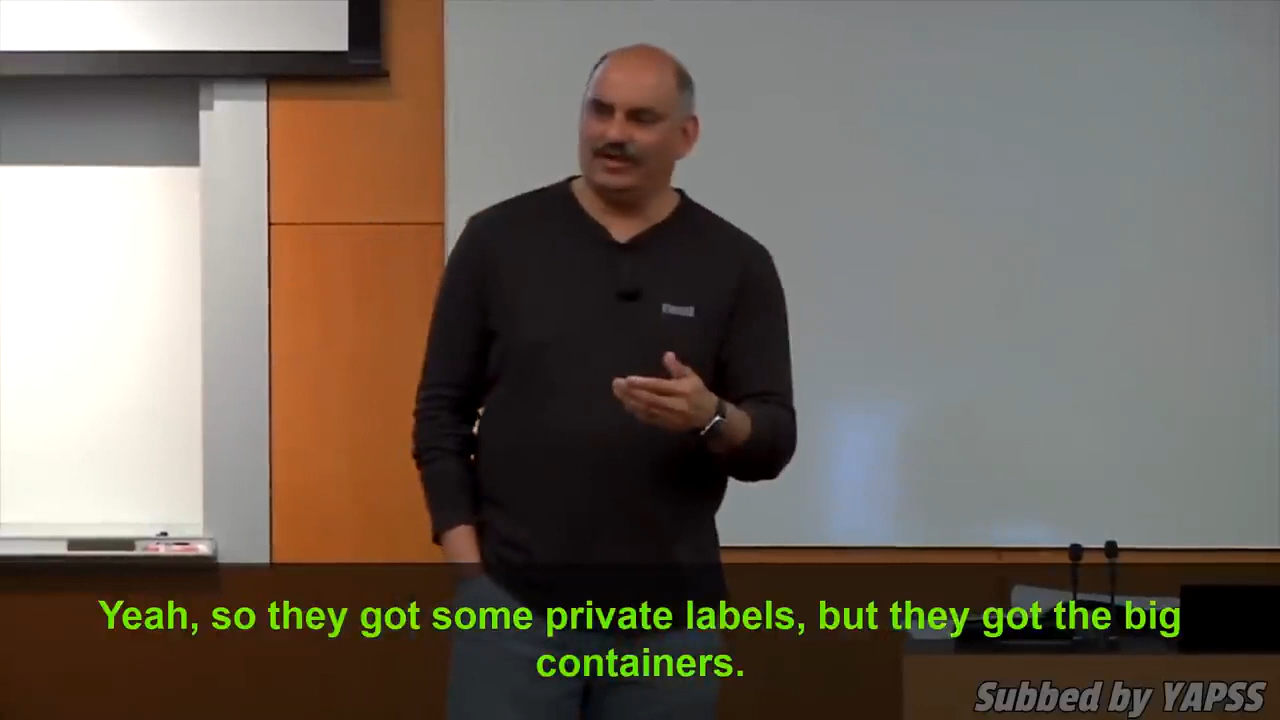 Yeah, so they got some private labels, but they got the big
containers.
Subbed by YAPSS